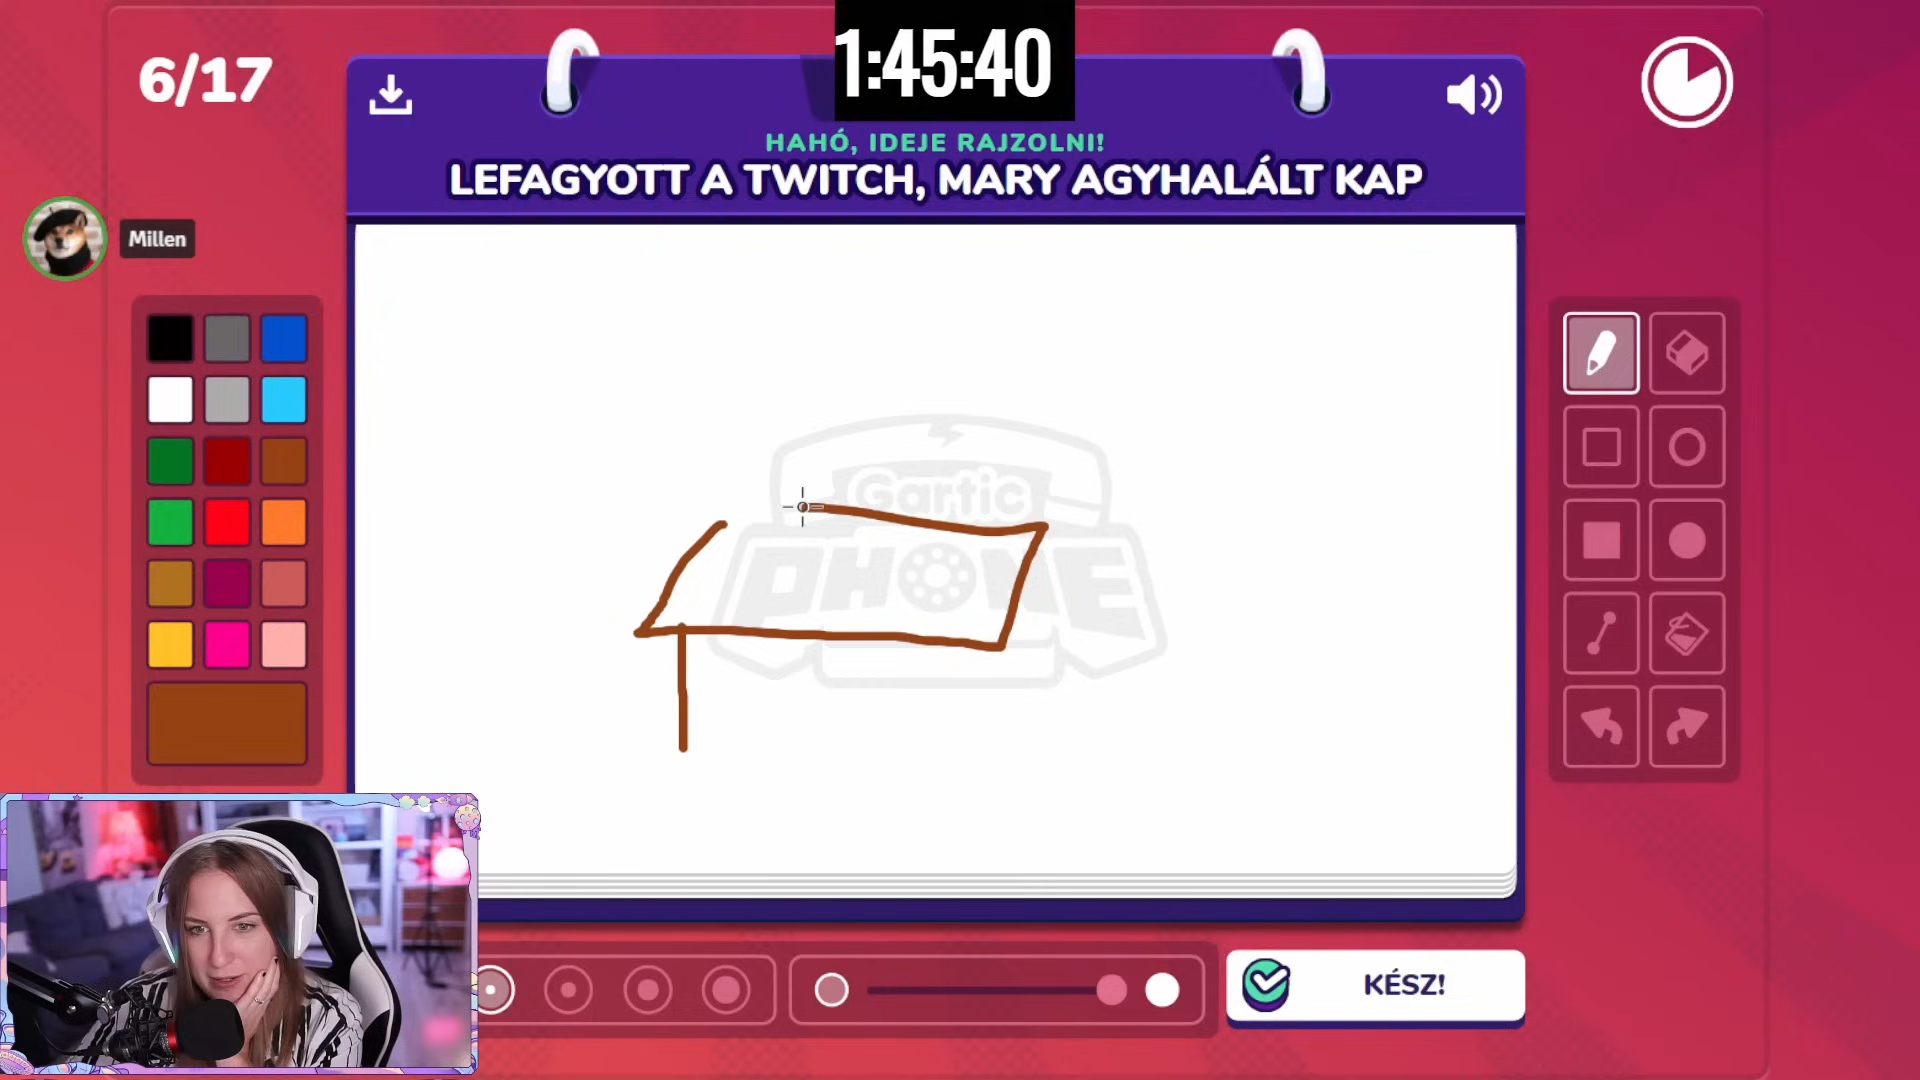 6/17
1:45:40
HAHÓ, IDEJE RAJZOLNI!
LEFAGYOTT A TWITCH, MARY AGYHALÁLT KAP
Millen
Gartic
PHONE
KÉSZ!